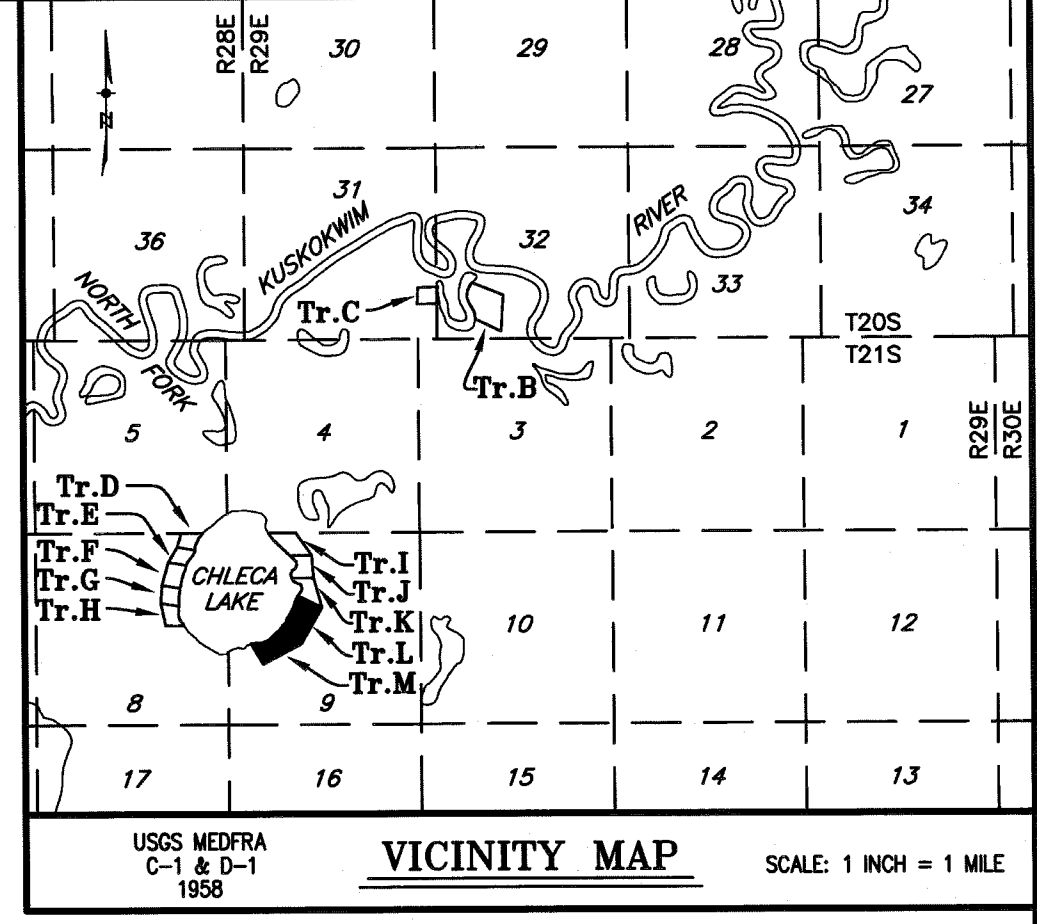 R28E
R29E
30
29
28
27
N
31
36
32
33
34
NORTH
FORK
KUSKOKWIM
RIVER
Tr.C
Tr.B
T20S
T21S
R29E
R30E
5
4
3
2
1
Tr.D
Tr.E
Tr.F
Tr.G
Tr.H
CHLECA
LAKE
Tr.I
Tr.J
Tr.K
Tr.L
Tr.M
10
11
12
8
9
17
16
15
14
13
USGS MEDFRA
C-1 & D-1
1958
VICINITY MAP
SCALE: 1 INCH = 1 MILE